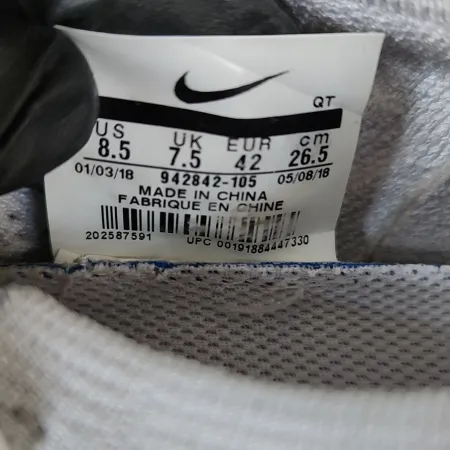 QT
US UK EUR cm
8.5 7.5 42 26.5
01/03/18 942842-105 05/08/18
MADE IN CHINA
FABRIQUE EN CHINE
202587591 UPC 00191884447330